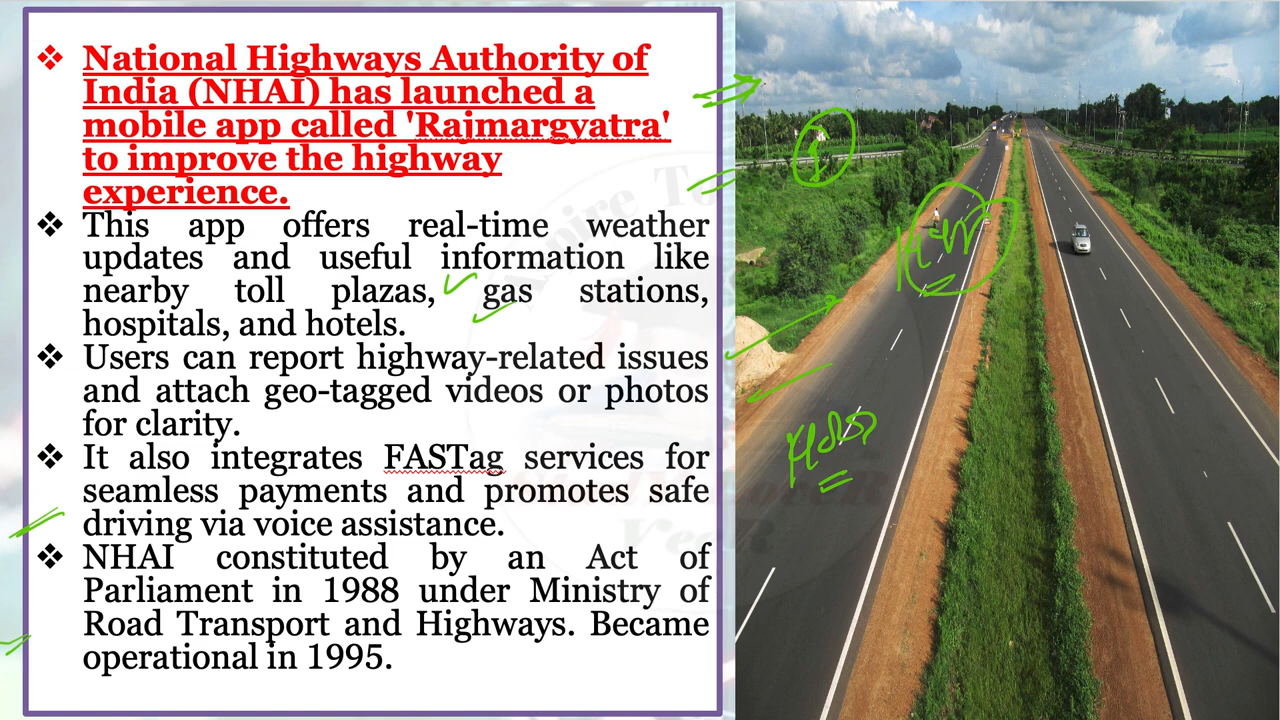 ❖ National Highways Authority of
India (NHAI) has launched a
mobile app called 'Rajmargyatra'
to improve the highway
experience.
❖ This app offers real-time weather
updates and useful information like
nearby toll plazas, gas stations,
hospitals, and hotels.
❖ Users can report highway-related issues
and attach geo-tagged videos or photos
for clarity.
❖ It also integrates FASTag services for
seamless payments and promotes safe
driving via voice assistance.
❖ NHAI constituted by an Act of
Parliament in 1988 under Ministry of
Road Transport and Highways. Became
operational in 1995.